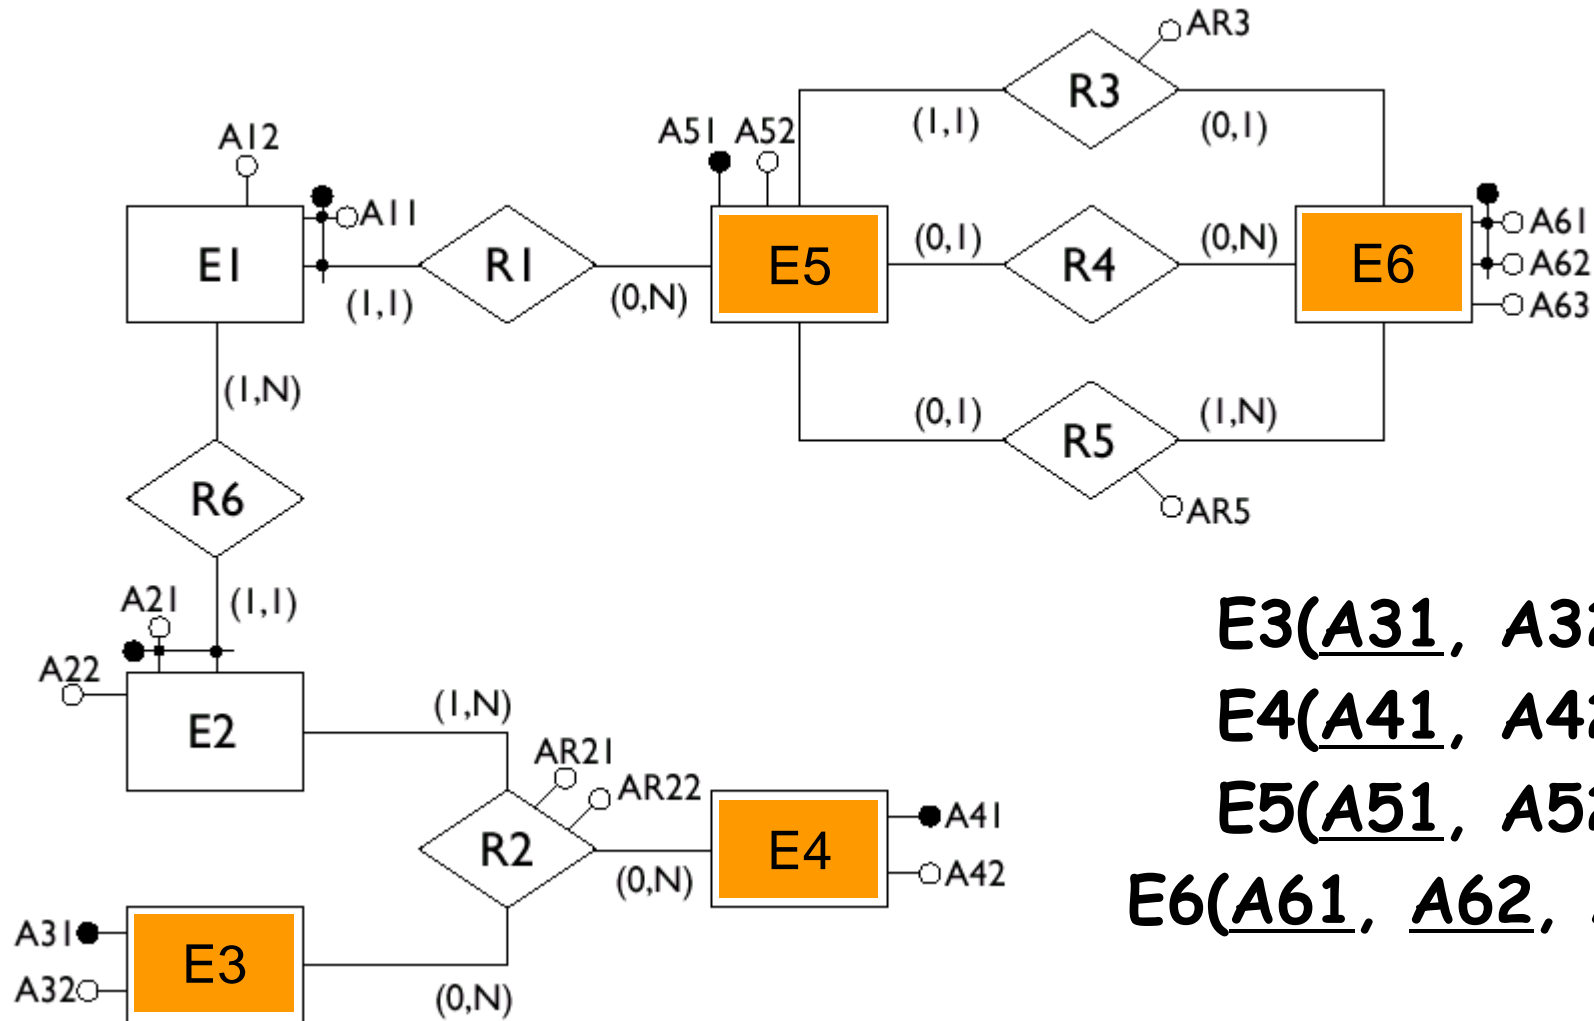 AR3
R3
(1,1) (0,1)
A12
A51 A52
A11
A61
A62
A63
E1 R1 E5 R4 E6
(1,1) (0,N) (0,1) (0,N)
(1,N)
(0,1) R5 (1,N)
AR5
R6
A21 (1,1)
A22
E2
(1,N)
AR21
AR22
R2
E4
A41
A42
(0,N)
A31
A32
E3
(0,N)
E3(A31,
E4(A41,
E5(A51,
E6(A61, A62,